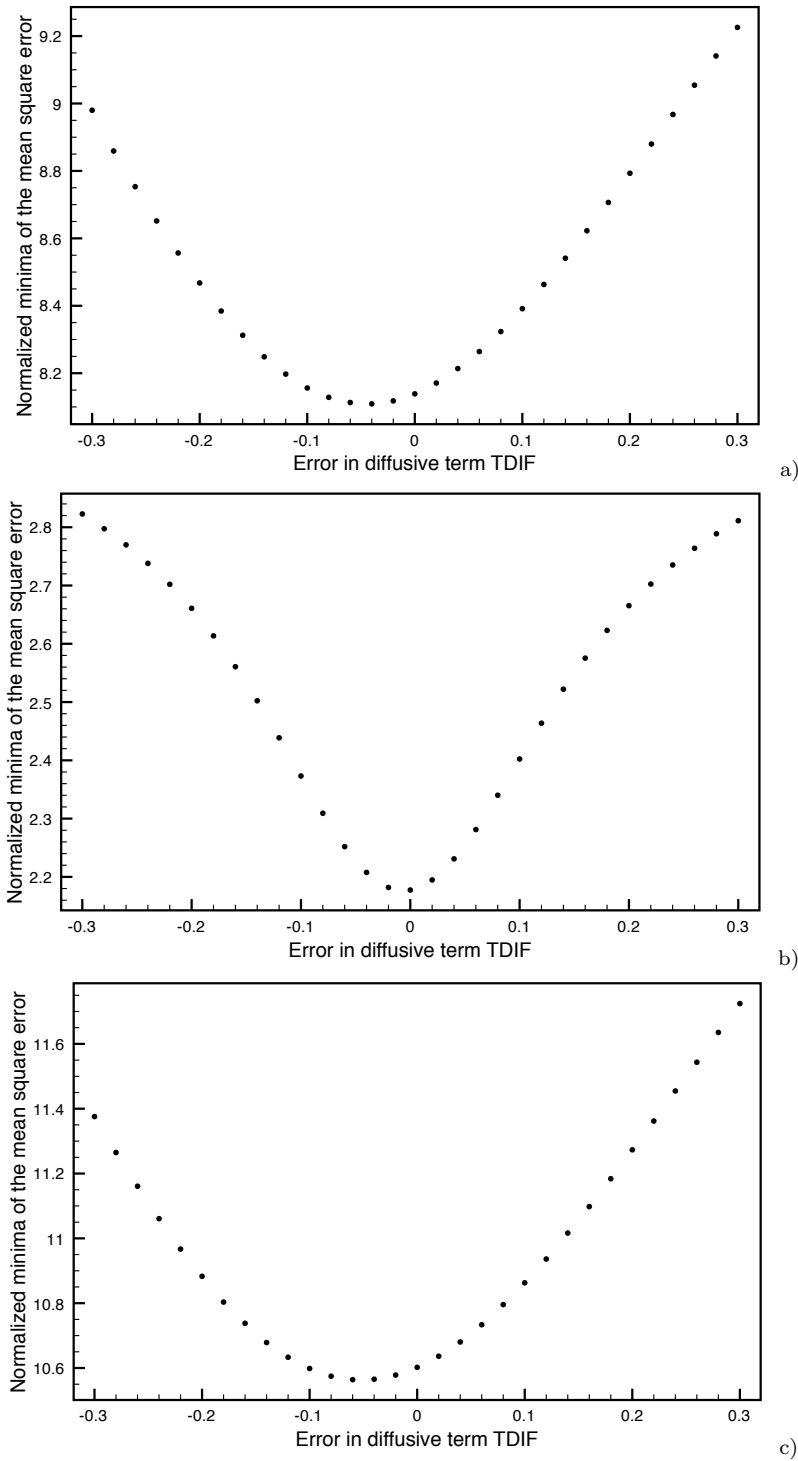 Normalized minima of the mean square error
9.2
9
8.8
8.6
8.4
8.2
-0.3 -0.2 -0.1 0 0.1 0.2 0.3
Error in diffusive term TDIF
a)
Normalized minima of the mean square error
2.8
2.7
2.6
2.5
2.4
2.3
2.2
-0.3 -0.2 -0.1 0 0.1 0.2 0.3
Error in diffusive term TDIF
b)
Normalized minima of the mean square error
11.6
11.4
11.2
11
10.8
10.6
-0.3 -0.2 -0.1 0 0.1 0.2 0.3
Error in diffusive term TDIF
c)